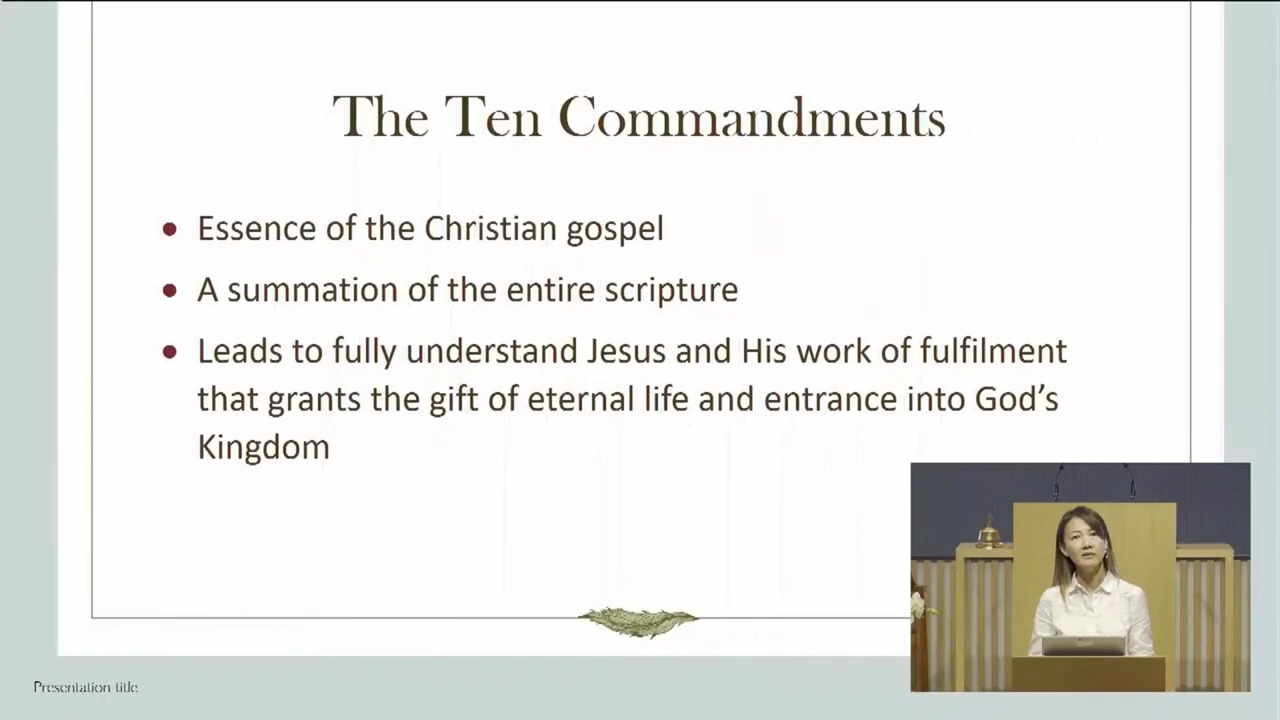 The Ten Commandments
Essence of the Christian gospel
A summation of the entire scripture
Leads to fully understand Jesus and His work of fulfilment
that grants the gift of eternal life and entrance into God’s
Kingdom
Presentation title